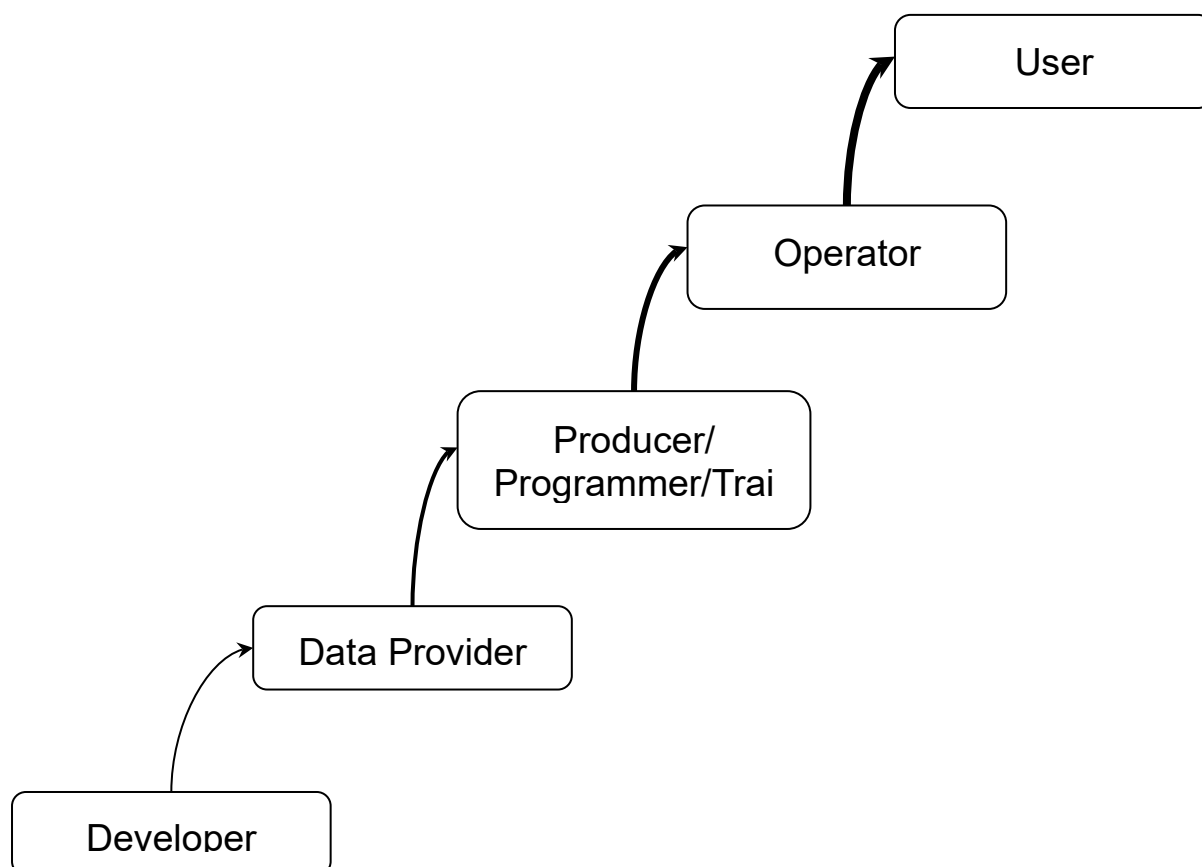 User
Operator
Producer/
Programmer/Trai
Data Provider
Developer